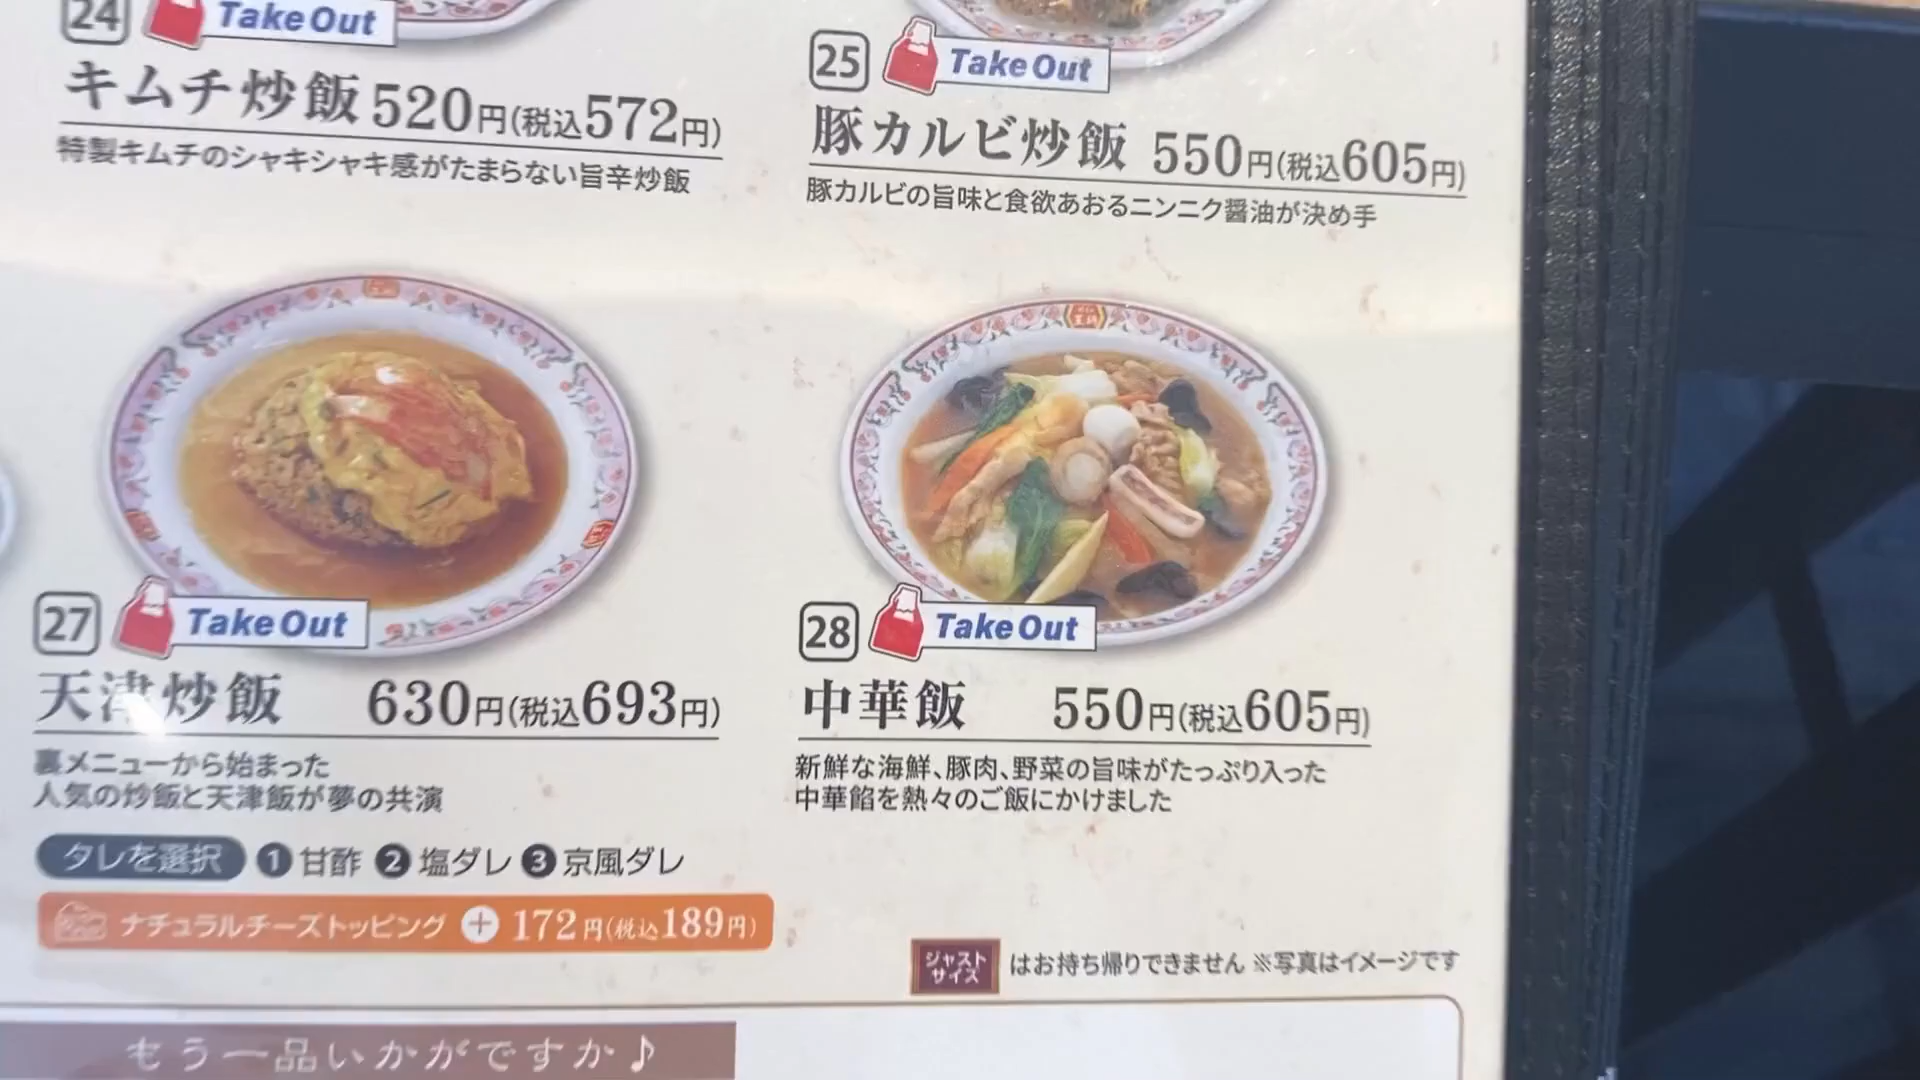 24 Take Out
キムチ炒飯 520円(税込572円)
特製キムチのシャキシャキ感がたまらない旨辛炒飯
25 Take Out
豚カルビ炒飯 550円(税込605円)
豚カルビの旨味と食欲あおるニンニク醤油が決め手
27 Take Out
天津炒飯 630円(税込693円)
裏メニューから始まった
人気の炒飯と天津飯が夢の共演
タレを選択 1 甘酢 2 塩ダレ 3 京風ダレ
ナチュラルチーズトッピング + 172円(税込189円)
28 Take Out
中華飯 550円(税込605円)
新鮮な海鮮、豚肉、野菜の旨味がたっぷり入った
中華餡を熱々のご飯にかけました
ジャスト
サイズ はお持ち帰りできません ※写真はイメージです
もう一品いかがですか♪